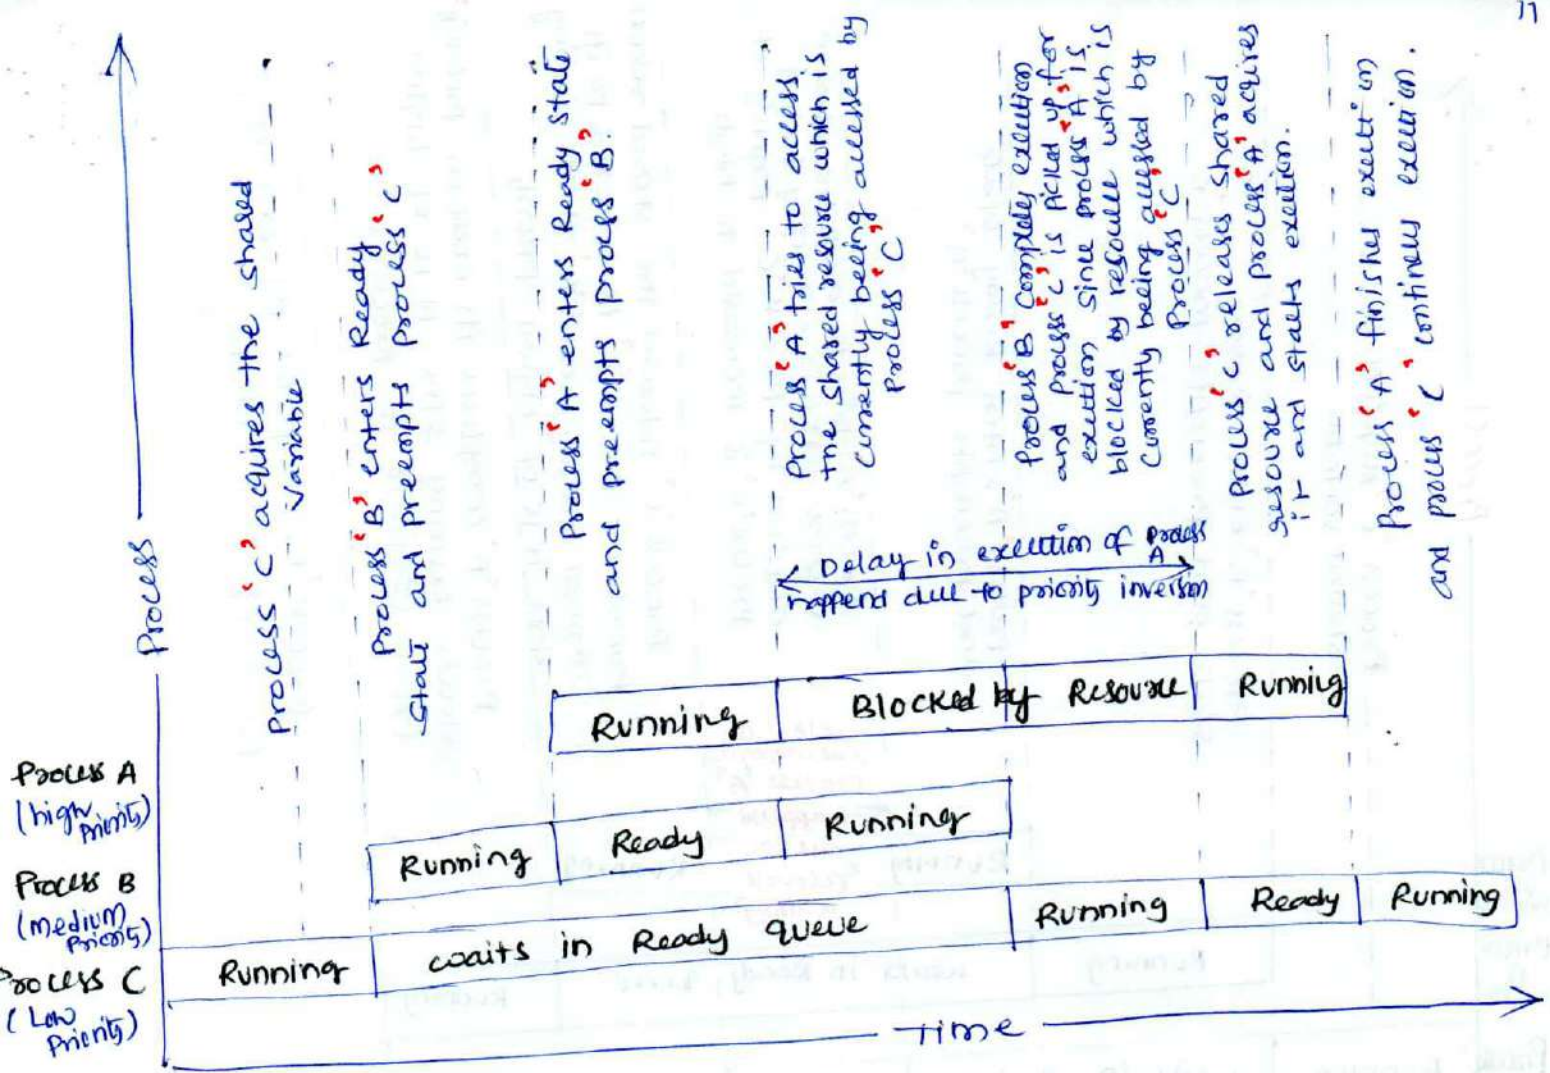 11
Process
Process 'C' acquires the shared
variable
Process 'B' enters Ready
State and preempts process 'C'
Process 'A' enters Ready state
and preempts process 'B'
Process 'A' tries to access
the shared resource which is
currently beeing accessed by
Process 'C'
Process 'B' completes execution
and process 'C' is picked up for
execution since process 'A' is
blocked by resource which is
Currently beeing accessed by
Process 'C'
Process 'C' releases shared
resource and process 'A' acquires
it and starts execution.
Process 'A' finishes execution
and process 'C' continues execution.
Delay in execution of process A
happend due to priority inversion
Process A
(high priority)
Running
Blocked by Resource
Running
Process B
(medium priority)
Running
Ready
Running
Process C
(Low priority)
Running
waits in Ready queue
Running
Ready
Running
Time